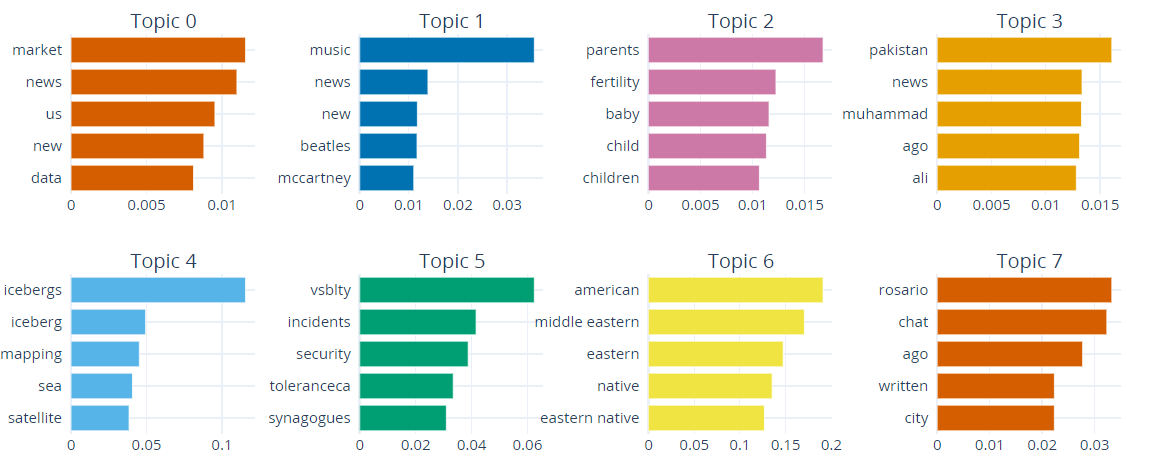 Topic 0
market
news
us
new
data
0 0.005 0.01
Topic 1
music
news
new
beatles
mccartney
0 0.01 0.02 0.03
Topic 2
parents
fertility
baby
child
children
0 0.005 0.01 0.015
Topic 3
pakistan
news
muhammad
ago
ali
0 0.005 0.01 0.015
Topic 4
icebergs
iceberg
mapping
sea
satellite
0 0.05 0.1
Topic 5
vsblty
incidents
security
toleranceca
synagogues
0 0.02 0.04 0.06
Topic 6
american
middle eastern
eastern
native
eastern native
0 0.05 0.1 0.15 0.2
Topic 7
rosario
chat
ago
written
city
0 0.01 0.02 0.03